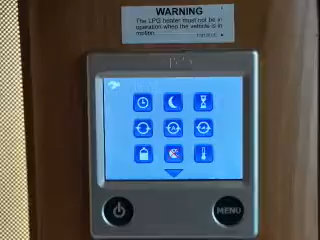 WARNING
The LPG heater must not be in
operation when the vehicle is in
motion.
MENU